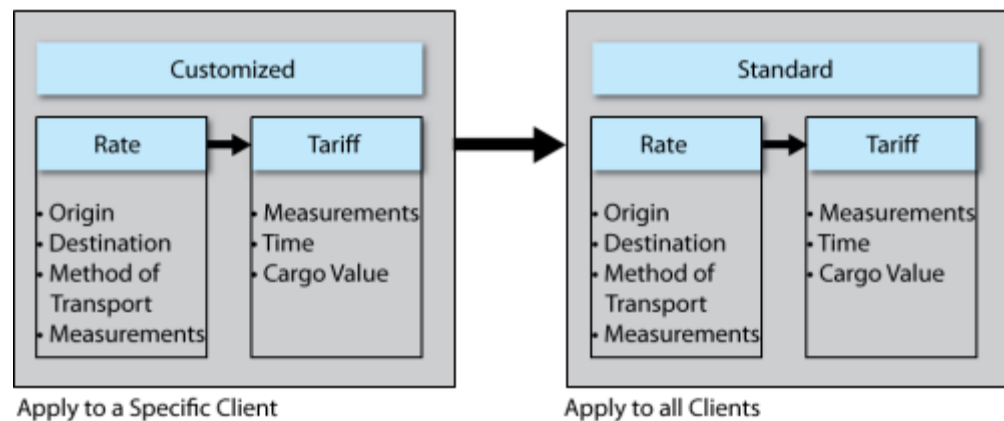 Customized
Rate
Tariff
• Origin
• Destination
• Method of
Transport
• Measurements
• Measurements
• Time
• Cargo Value
Apply to a Specific Client
Standard
Rate
Tariff
• Origin
• Destination
• Method of
Transport
• Measurements
• Measurements
• Time
• Cargo Value
Apply to all Clients